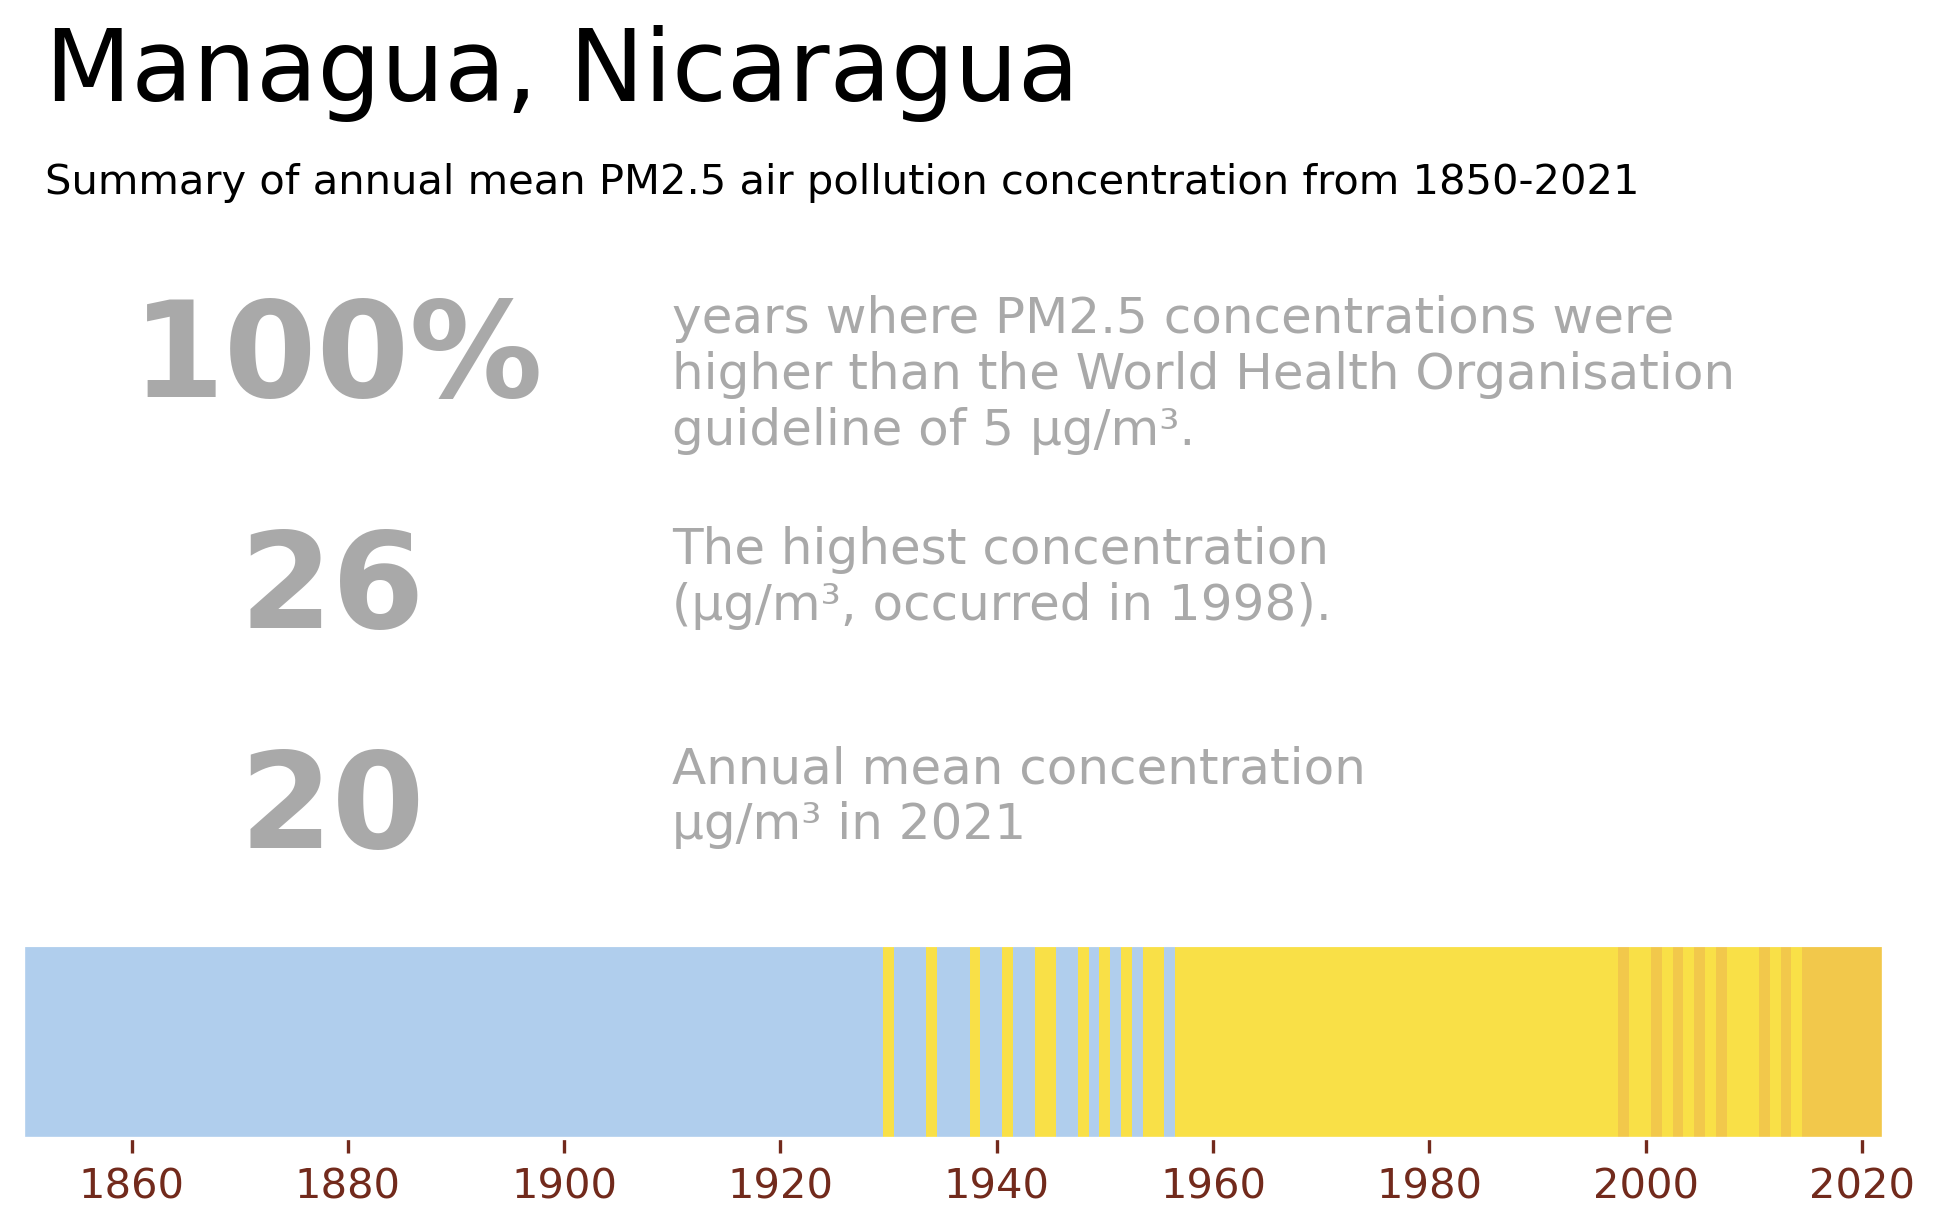 Managua, Nicaragua
Summary of annual mean PM2.5 air pollution concentration from 1850-2021
100%
years where PM2.5 concentrations were
higher than the World Health Organisation
guideline of 5 µg/m³.
26
The highest concentration
(µg/m³, occurred in 1998).
20
Annual mean concentration
µg/m³ in 2021
1860 1880 1900 1920 1940 1960 1980 2000 2020